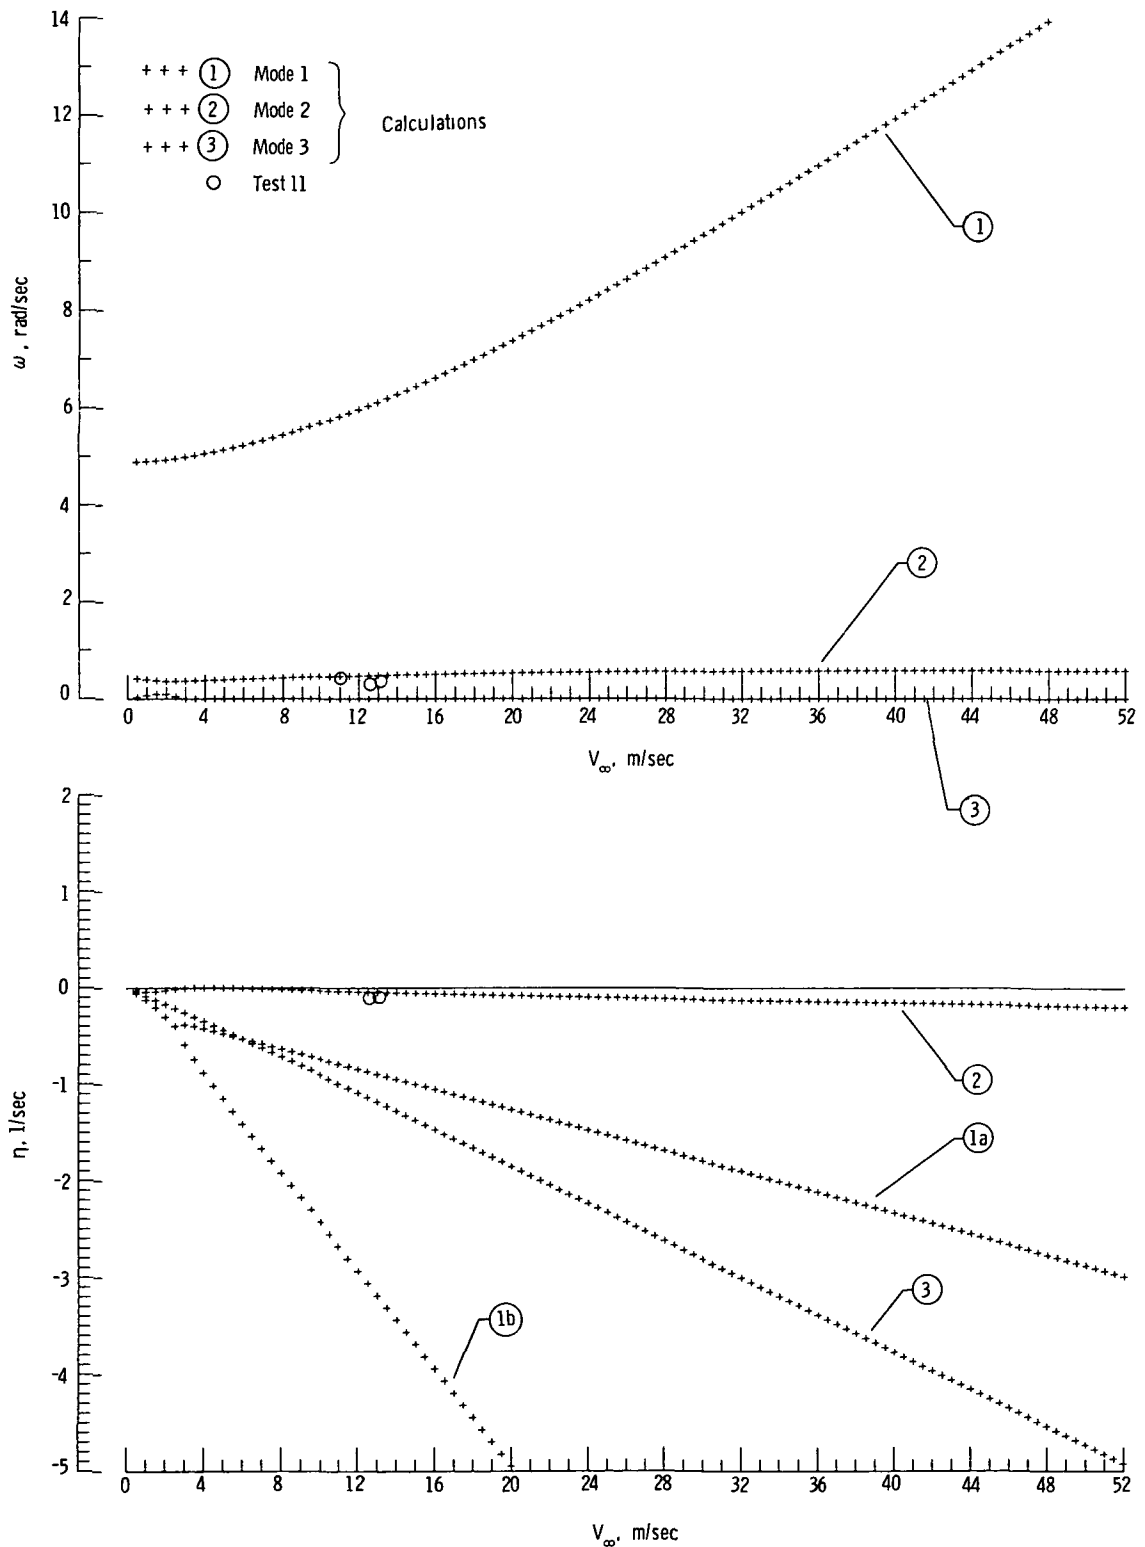 14
12
10
8
6
4
2
0
ω, rad/sec
+ + + 1 Mode 1
+ + + 2 Mode 2
+ + + 3 Mode 3
Calculations
○ Test 11
1
2
3
0 4 8 12 16 20 24 28 32 36 40 44 48 52
V∞, m/sec
2
1
0
-1
-2
-3
-4
-5
η, 1/sec
2
1a
3
1b
0 4 8 12 16 20 24 28 32 36 40 44 48 52
V∞, m/sec